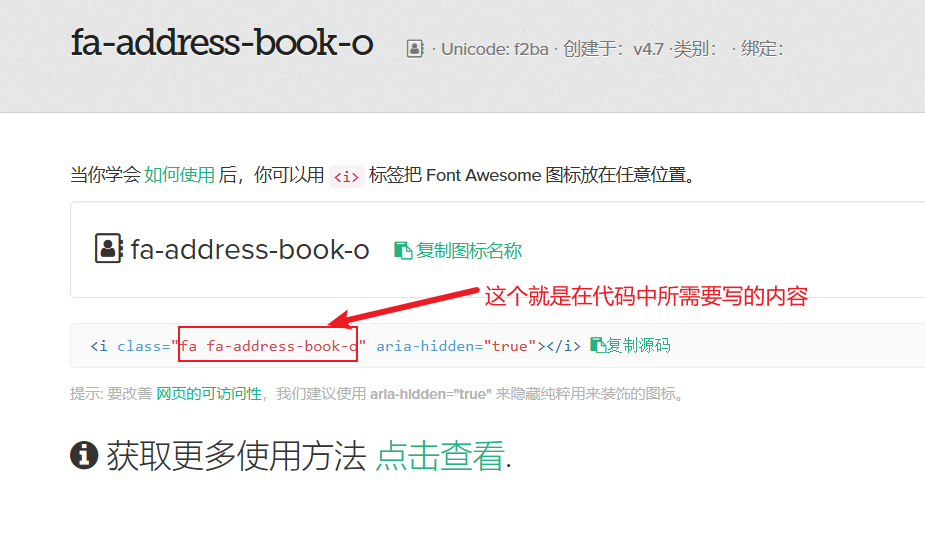 fa-address-book-o · Unicode: f2ba · 创建于：v4.7 ·类别： · 绑定：
当你学会 如何使用 后，你可以用 <i> 标签把 Font Awesome 图标放在任意位置。
fa-address-book-o 复制图标名称
这个就是在代码中所需要写的内容
<i class="fa fa-address-book-o" aria-hidden="true"></i> 复制源码
提示: 要改善 网页的可访问性，我们建议使用 aria-hidden="true" 来隐藏纯粹用来装饰的图标。
获取更多使用方法 点击查看.